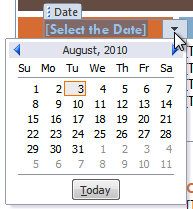 Date
[Select the Date]
August, 2010
Su Mo Tu We Th Fr Sa
1 2 3 4 5 6 7
8 9 10 11 12 13 14
15 16 17 18 19 20 21
22 23 24 25 26 27 28
29 30 31 1 2 3 4
5 6 7 8 9 10 11
Today